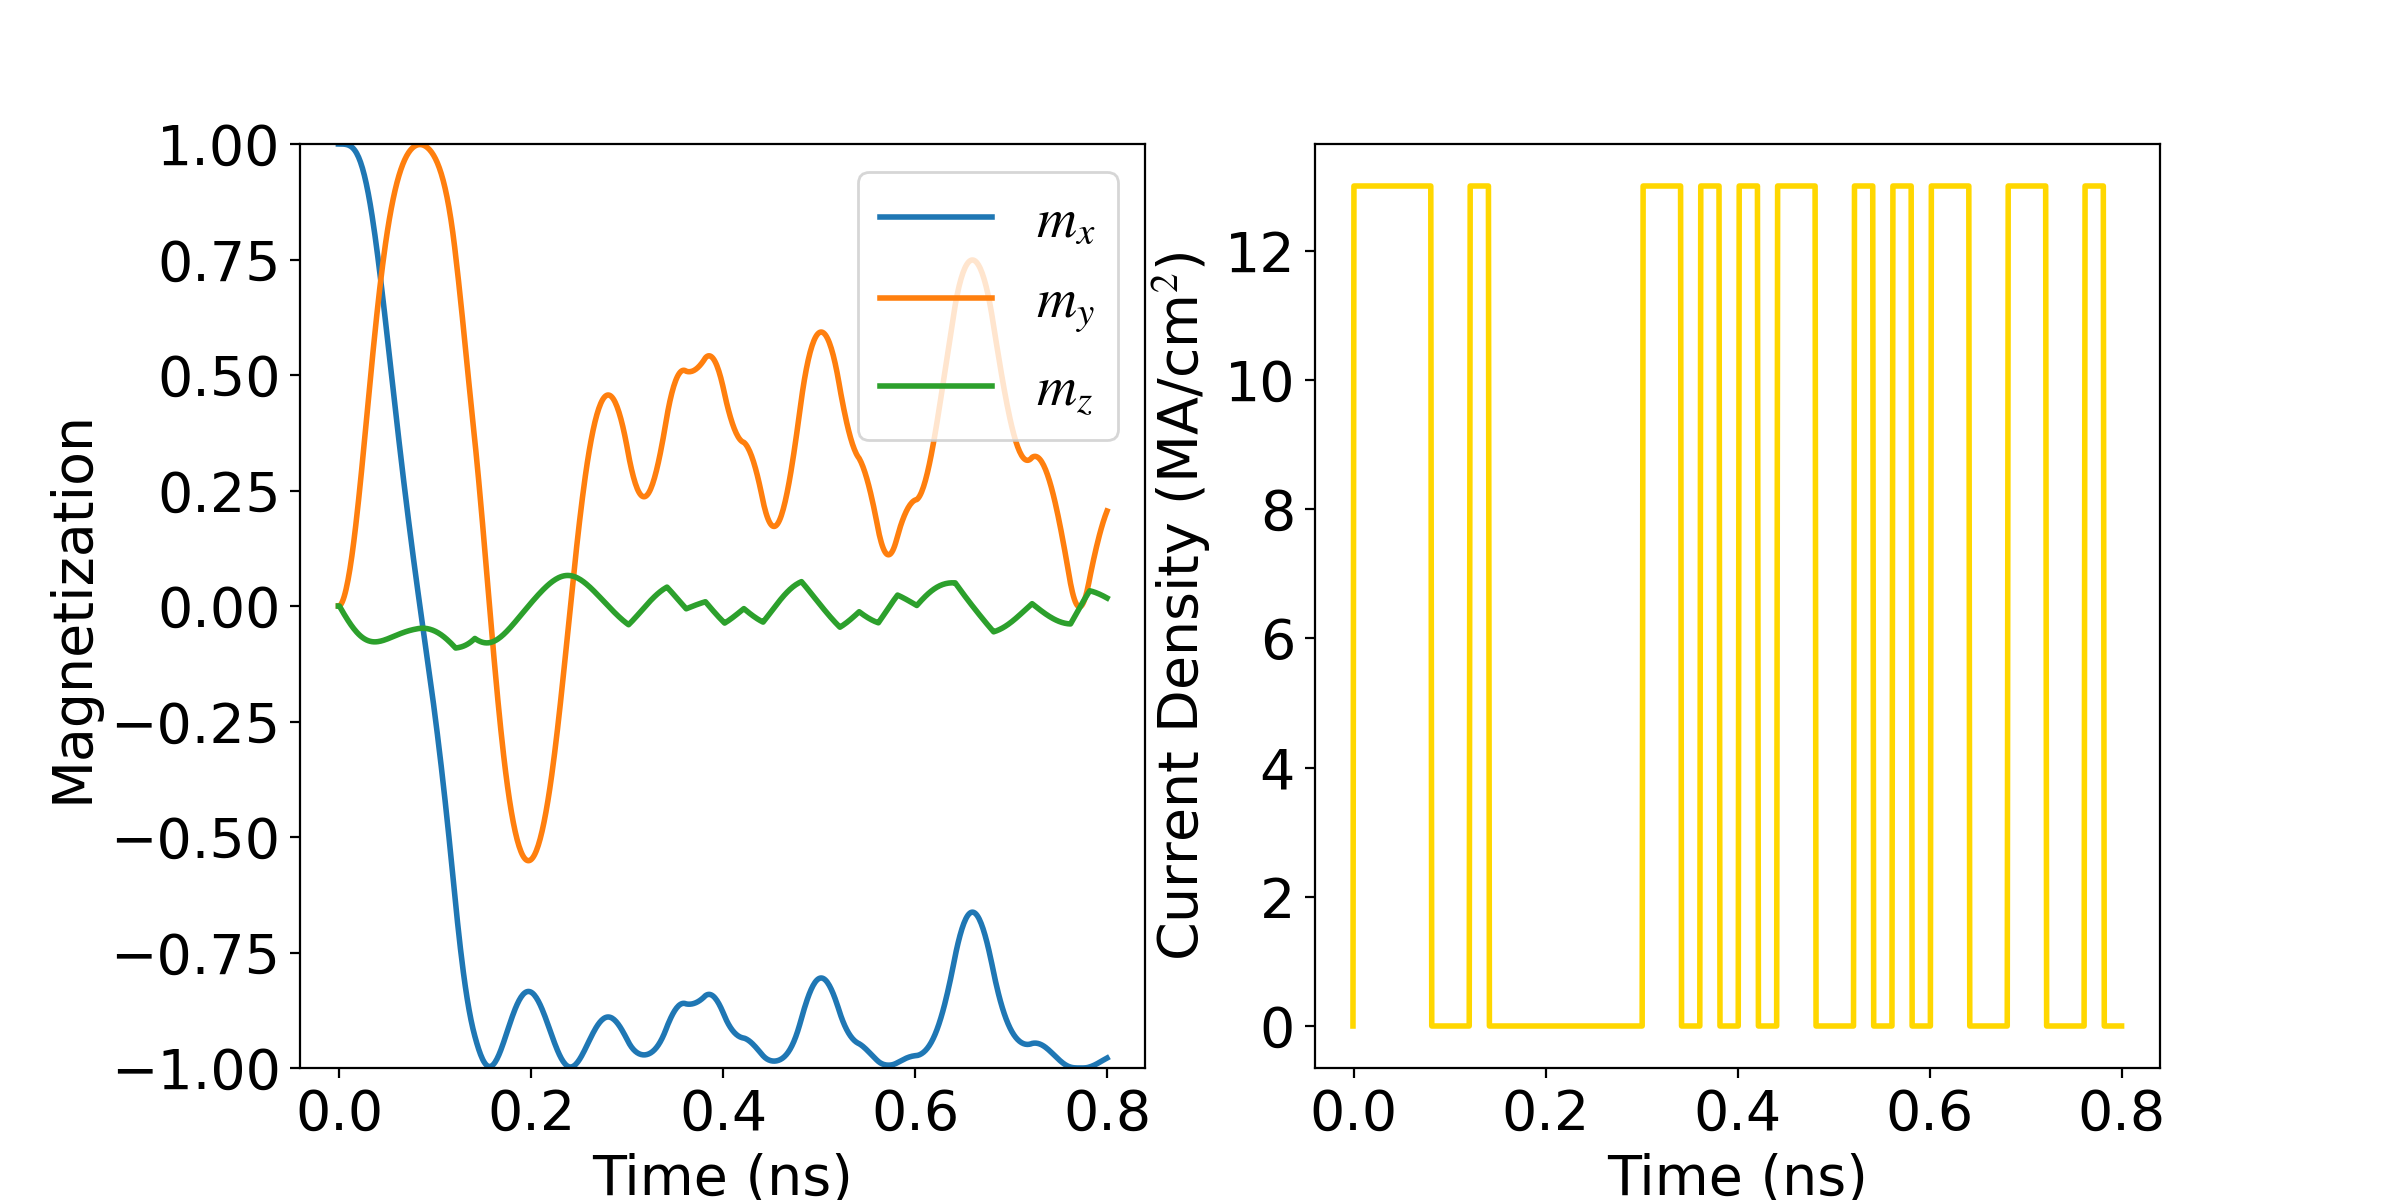 1.00
0.75
0.50
0.25
0.00
−0.25
−0.50
−0.75
−1.00
Magnetization
0.0 0.2 0.4 0.6 0.8
Time (ns)
m_x
m_y
m_z
12
10
8
6
4
2
0
Current Density (MA/cm²)
0.0 0.2 0.4 0.6 0.8
Time (ns)